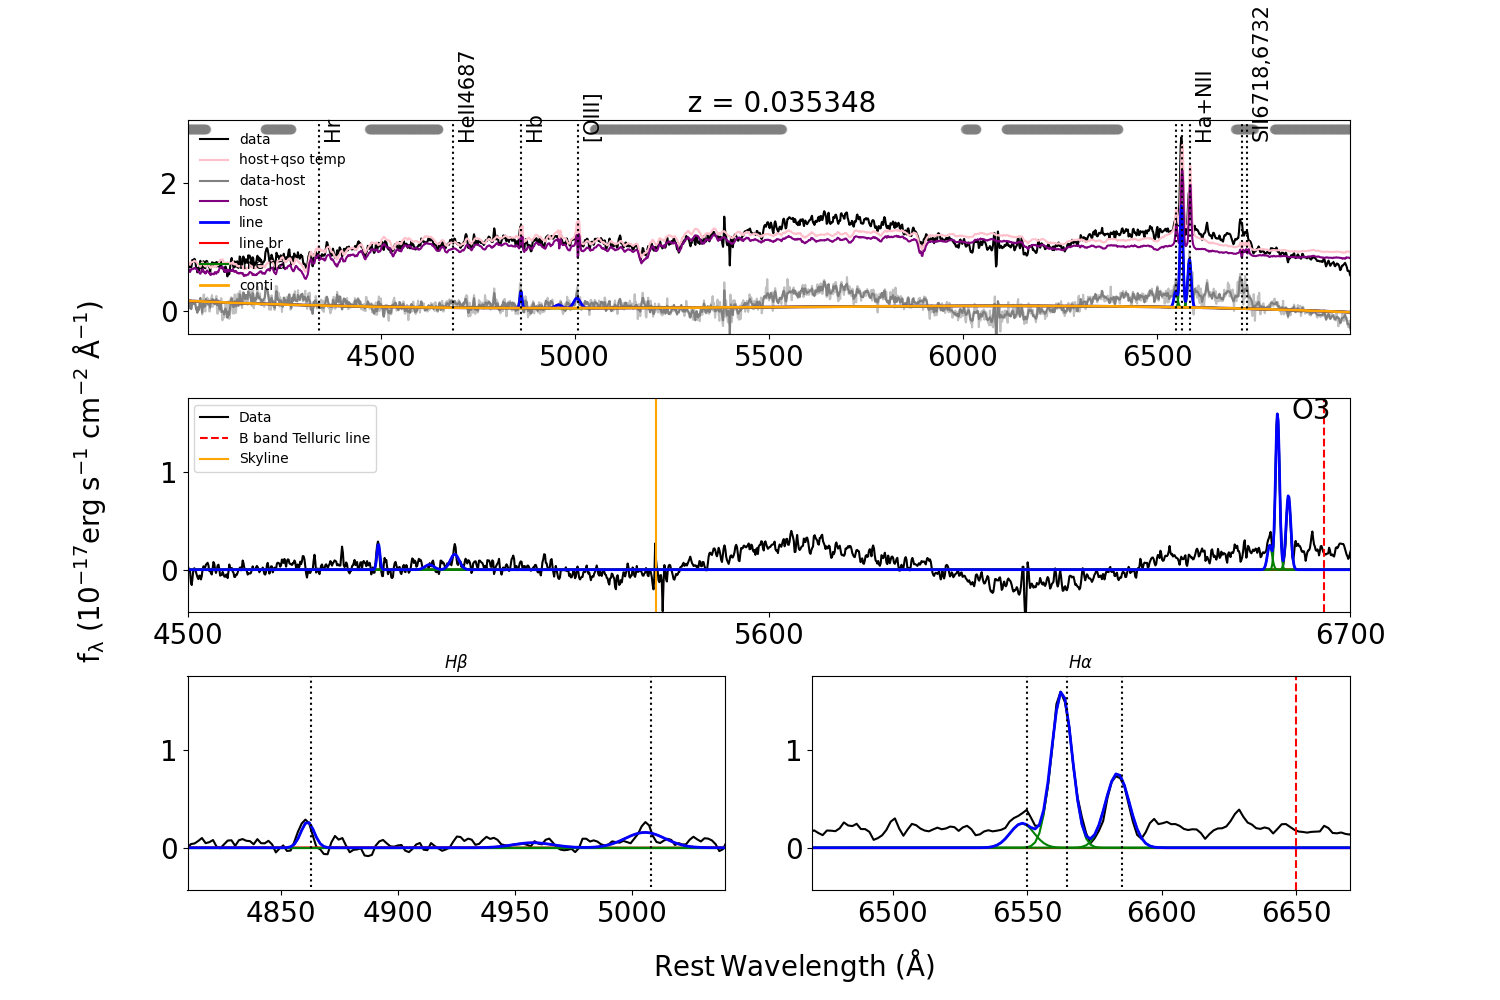 z = 0.035348
Hr
HeII4687
Hb
[OIII]
Ha+NII
SII6718,6732
data
host+qso temp
data-host
host
line
line br
conti
2
0
4500
5000
5500
6000
6500
Data
B band Telluric line
Skyline
O3
1
0
4500
5600
6700
fλ (10−17erg s−1 cm−2 Å−1)
Hβ
1
0
4850
4900
4950
5000
Hα
1
0
6500
6550
6600
6650
Rest Wavelength (Å)